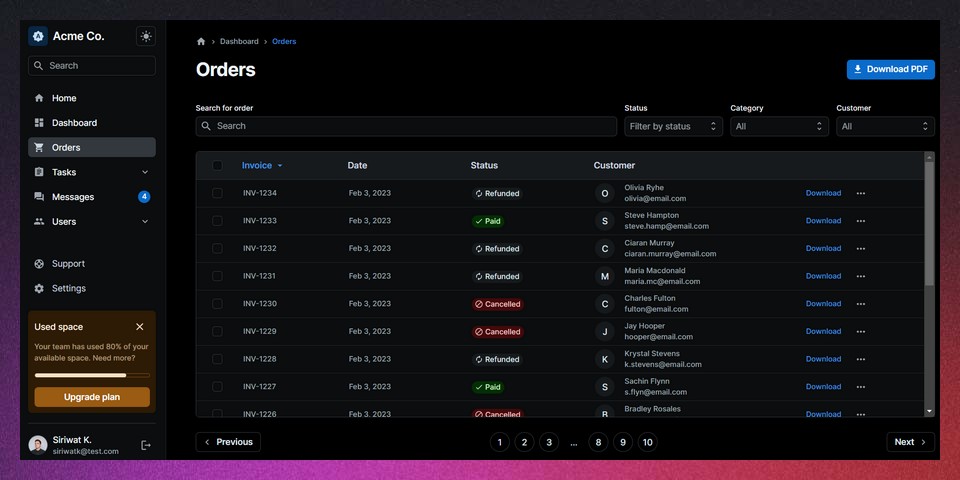 Acme Co.
Search
Home
Dashboard
Orders
Tasks
Messages 4
Users
Support
Settings
Used space
Your team has used 80% of your
available space. Need more?
Upgrade plan
Siriwat K.
siriwatk@test.com
Dashboard Orders
Orders
Download PDF
Search for order
Search
Status
Filter by status
Category
All
Customer
All
Invoice Date Status Customer
INV-1234 Feb 3, 2023 Refunded O Olivia Ryhe Download
olivia@email.com
INV-1233 Feb 3, 2023 Paid S Steve Hampton Download
steve.hamp@email.com
INV-1232 Feb 3, 2023 Refunded C Ciaran Murray Download
ciaran.murray@email.com
INV-1231 Feb 3, 2023 Refunded M Maria Macdonald Download
maria.mc@email.com
INV-1230 Feb 3, 2023 Cancelled C Charles Fulton Download
fulton@email.com
INV-1229 Feb 3, 2023 Cancelled J Jay Hooper Download
hooper@email.com
INV-1228 Feb 3, 2023 Refunded K Krystal Stevens Download
k.stevens@email.com
INV-1227 Feb 3, 2023 Paid S Sachin Flynn Download
s.flyn@email.com
INV-1226 Feb 3, 2023 Cancelled B Bradley Rosales Download
Previous 1 2 3 ... 8 9 10 Next